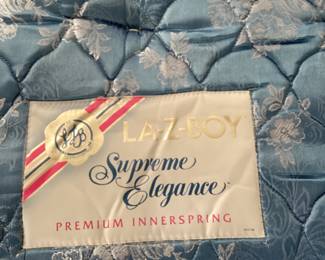 LA-Z-BOY
Supreme
Elegance
PREMIUM INNERSPRING